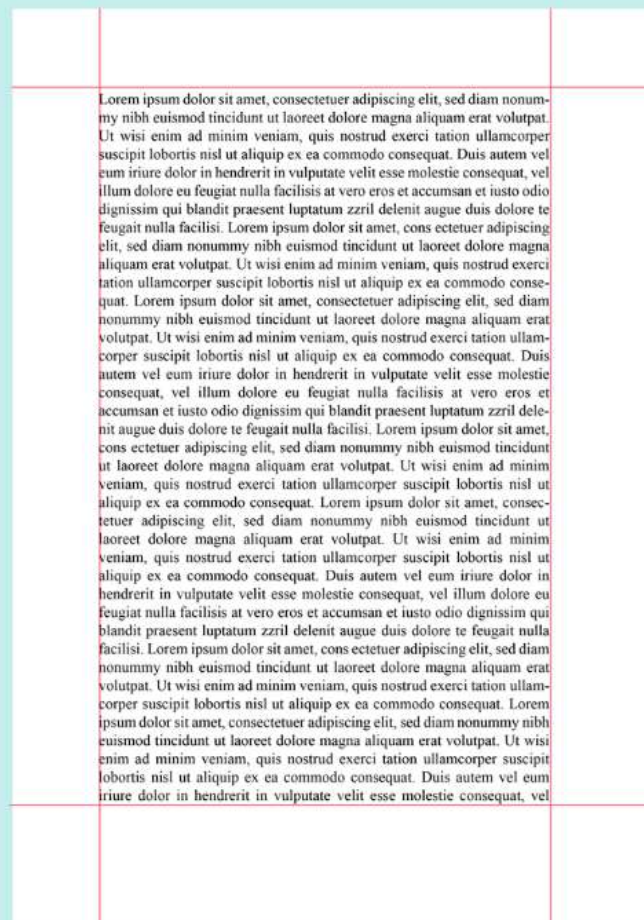 Lorem ipsum dolor sit amet, consectetuer adipiscing elit, sed diam nonum-
my nibh euismod tincidunt ut laoreet dolore magna aliquam erat volutpat.
Ut wisi enim ad minim veniam, quis nostrud exerci tation ullamcorper
suscipit lobortis nisl ut aliquip ex ea commodo consequat. Duis autem vel
eum iriure dolor in hendrerit in vulputate velit esse molestie consequat, vel
illum dolore eu feugiat nulla facilisis at vero eros et accumsan et iusto odio
dignissim qui blandit praesent luptatum zzril delenit augue duis dolore te
feugait nulla facilisi. Lorem ipsum dolor sit amet, cons ectetuer adipiscing
elit, sed diam nonummy nibh euismod tincidunt ut laoreet dolore magna
aliquam erat volutpat. Ut wisi enim ad minim veniam, quis nostrud exerci
tation ullamcorper suscipit lobortis nisl ut aliquip ex ea commodo conse-
quat. Lorem ipsum dolor sit amet, consectetuer adipiscing elit, sed diam
nonummy nibh euismod tincidunt ut laoreet dolore magna aliquam erat
volutpat. Ut wisi enim ad minim veniam, quis nostrud exerci tation ullam-
corper suscipit lobortis nisl ut aliquip ex ea commodo consequat. Duis
autem vel eum iriure dolor in hendrerit in vulputate velit esse molestie
consequat, vel illum dolore eu feugiat nulla facilisis at vero eros et
accumsan et iusto odio dignissim qui blandit praesent luptatum zzril dele-
nit augue duis dolore te feugait nulla facilisi. Lorem ipsum dolor sit amet,
cons ectetuer adipiscing elit, sed diam nonummy nibh euismod tincidunt
ut laoreet dolore magna aliquam erat volutpat. Ut wisi enim ad minim
veniam, quis nostrud exerci tation ullamcorper suscipit lobortis nisl ut
aliquip ex ea commodo consequat. Lorem ipsum dolor sit amet, consec-
tetuer adipiscing elit, sed diam nonummy nibh euismod tincidunt ut
laoreet dolore magna aliquam erat volutpat. Ut wisi enim ad minim
veniam, quis nostrud exerci tation ullamcorper suscipit lobortis nisl ut
aliquip ex ea commodo consequat. Duis autem vel eum iriure dolor in
hendrerit in vulputate velit esse molestie consequat, vel illum dolore eu
feugiat nulla facilisis at vero eros et accumsan et iusto odio dignissim qui
blandit praesent luptatum zzril delenit augue duis dolore te feugait nulla
facilisi. Lorem ipsum dolor sit amet, cons ectetuer adipiscing elit, sed diam
nonummy nibh euismod tincidunt ut laoreet dolore magna aliquam erat
volutpat. Ut wisi enim ad minim veniam, quis nostrud exerci tation ullam-
corper suscipit lobortis nisl ut aliquip ex ea commodo consequat. Lorem
ipsum dolor sit amet, consectetuer adipiscing elit, sed diam nonummy nibh
euismod tincidunt ut laoreet dolore magna aliquam erat volutpat. Ut wisi
enim ad minim veniam, quis nostrud exerci tation ullamcorper suscipit
lobortis nisl ut aliquip ex ea commodo consequat. Duis autem vel eum
iriure dolor in hendrerit in vulputate velit esse molestie consequat, vel